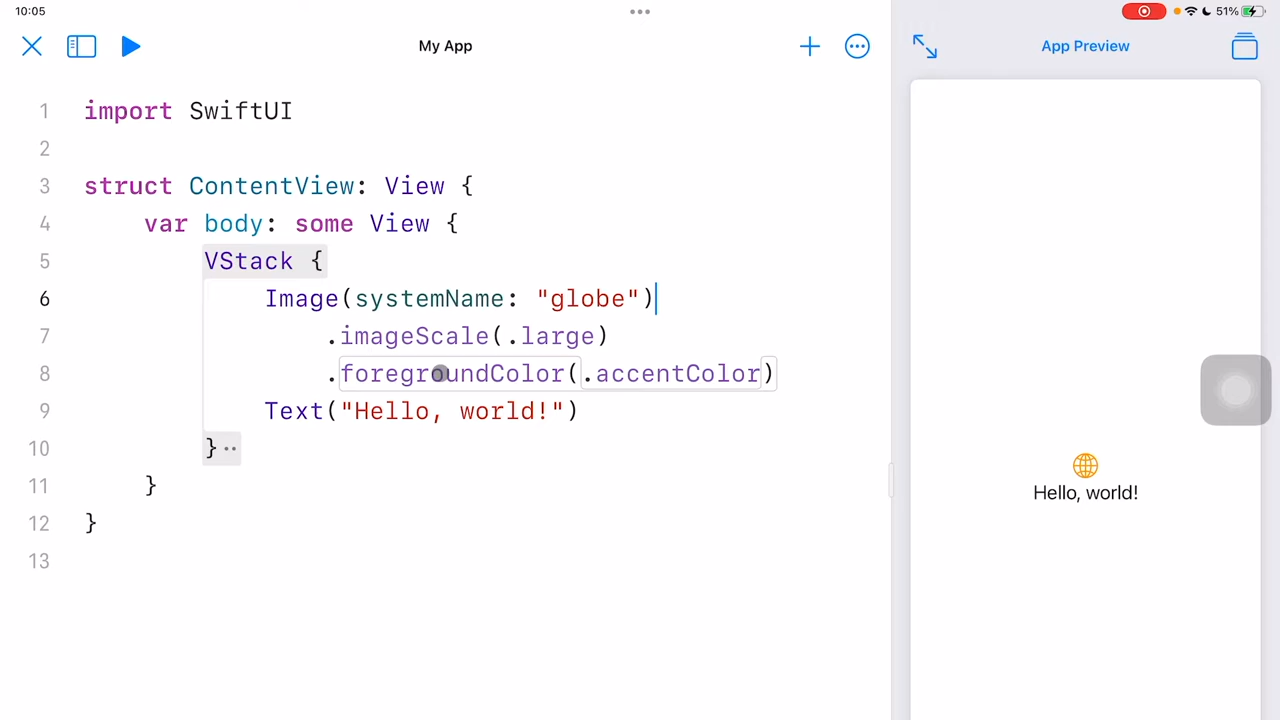 10:05
51%
My App
App Preview
1 import SwiftUI
2
3 struct ContentView: View {
4 var body: some View {
5 VStack {
6 Image(systemName: "globe")
7 .imageScale(.large)
8 .foregroundColor(.accentColor)
9 Text("Hello, world!")
10 }
11 }
12 }
13
Hello, world!